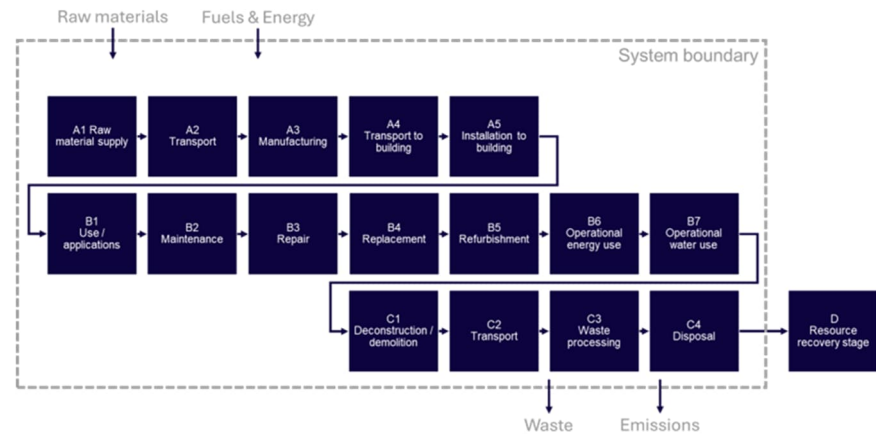 Raw materials
Fuels & Energy
System boundary
A1 Raw
material supply
A2
Transport
A3
Manufacturing
A4
Transport to
building
A5
Installation to
building
B1
Use /
applications
B2
Maintenance
B3
Repair
B4
Replacement
B5
Refurbishment
B6
Operational
energy use
B7
Operational
water use
C1
Deconstruction /
demolition
C2
Transport
C3
Waste
processing
C4
Disposal
D
Resource
recovery stage
Waste
Emissions